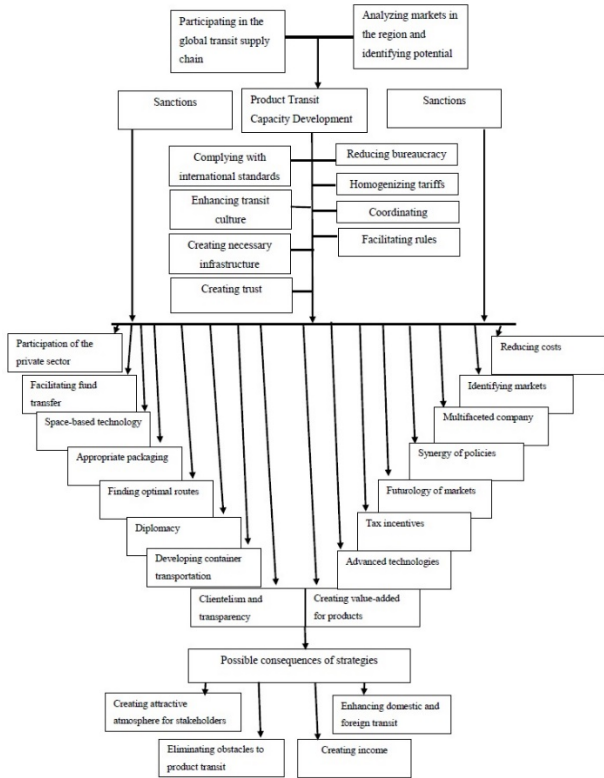 Participating in the
global transit supply
chain
Analyzing markets in
the region and
identifying potential
Sanctions
Product Transit
Capacity Development
Sanctions
Complying with
international standards
Reducing bureaucracy
Homogenizing tariffs
Enhancing transit
culture
Coordinating
Creating necessary
infrastructure
Facilitating rules
Creating trust
Participation of the
private sector
Reducing costs
Facilitating fund
transfer
Identifying markets
Space-based technology
Multifaceted company
Appropriate packaging
Synergy of policies
Finding optimal routes
Futurology of markets
Diplomacy
Tax incentives
Developing container
transportation
Advanced technologies
Clientelism and
transparency
Creating value-added
for products
Possible consequences of strategies
Creating attractive
atmosphere for stakeholders
Enhancing domestic and
foreign transit
Eliminating obstacles to
product transit
Creating income